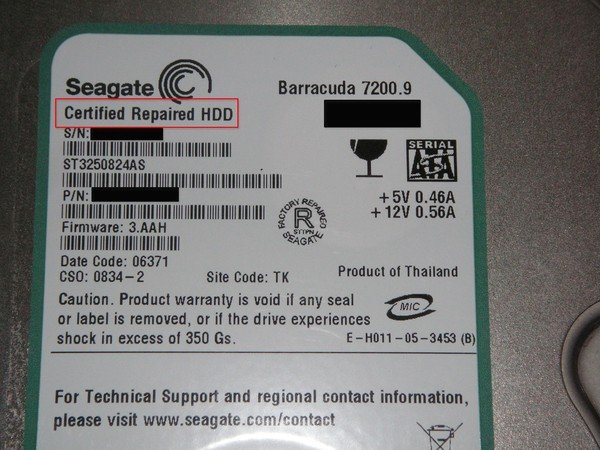 Seagate
Barracuda 7200.9
Certified Repaired HDD
S/N:
ST3250824AS
SERIAL
ATA
P/N:
+5V 0.46A
+12V 0.56A
FACTORY REPAIRED
R
STTPN
SEAGATE
Firmware: 3.AAH
Date Code: 06371
CSO: 0834-2
Site Code: TK
Product of Thailand
Caution. Product warranty is void if any seal
or label is removed, or if the drive experiences
shock in excess of 350 Gs.
MIC
E-H011-05-3453 (B)
For Technical Support and regional contact information,
please visit www.seagate.com/contact